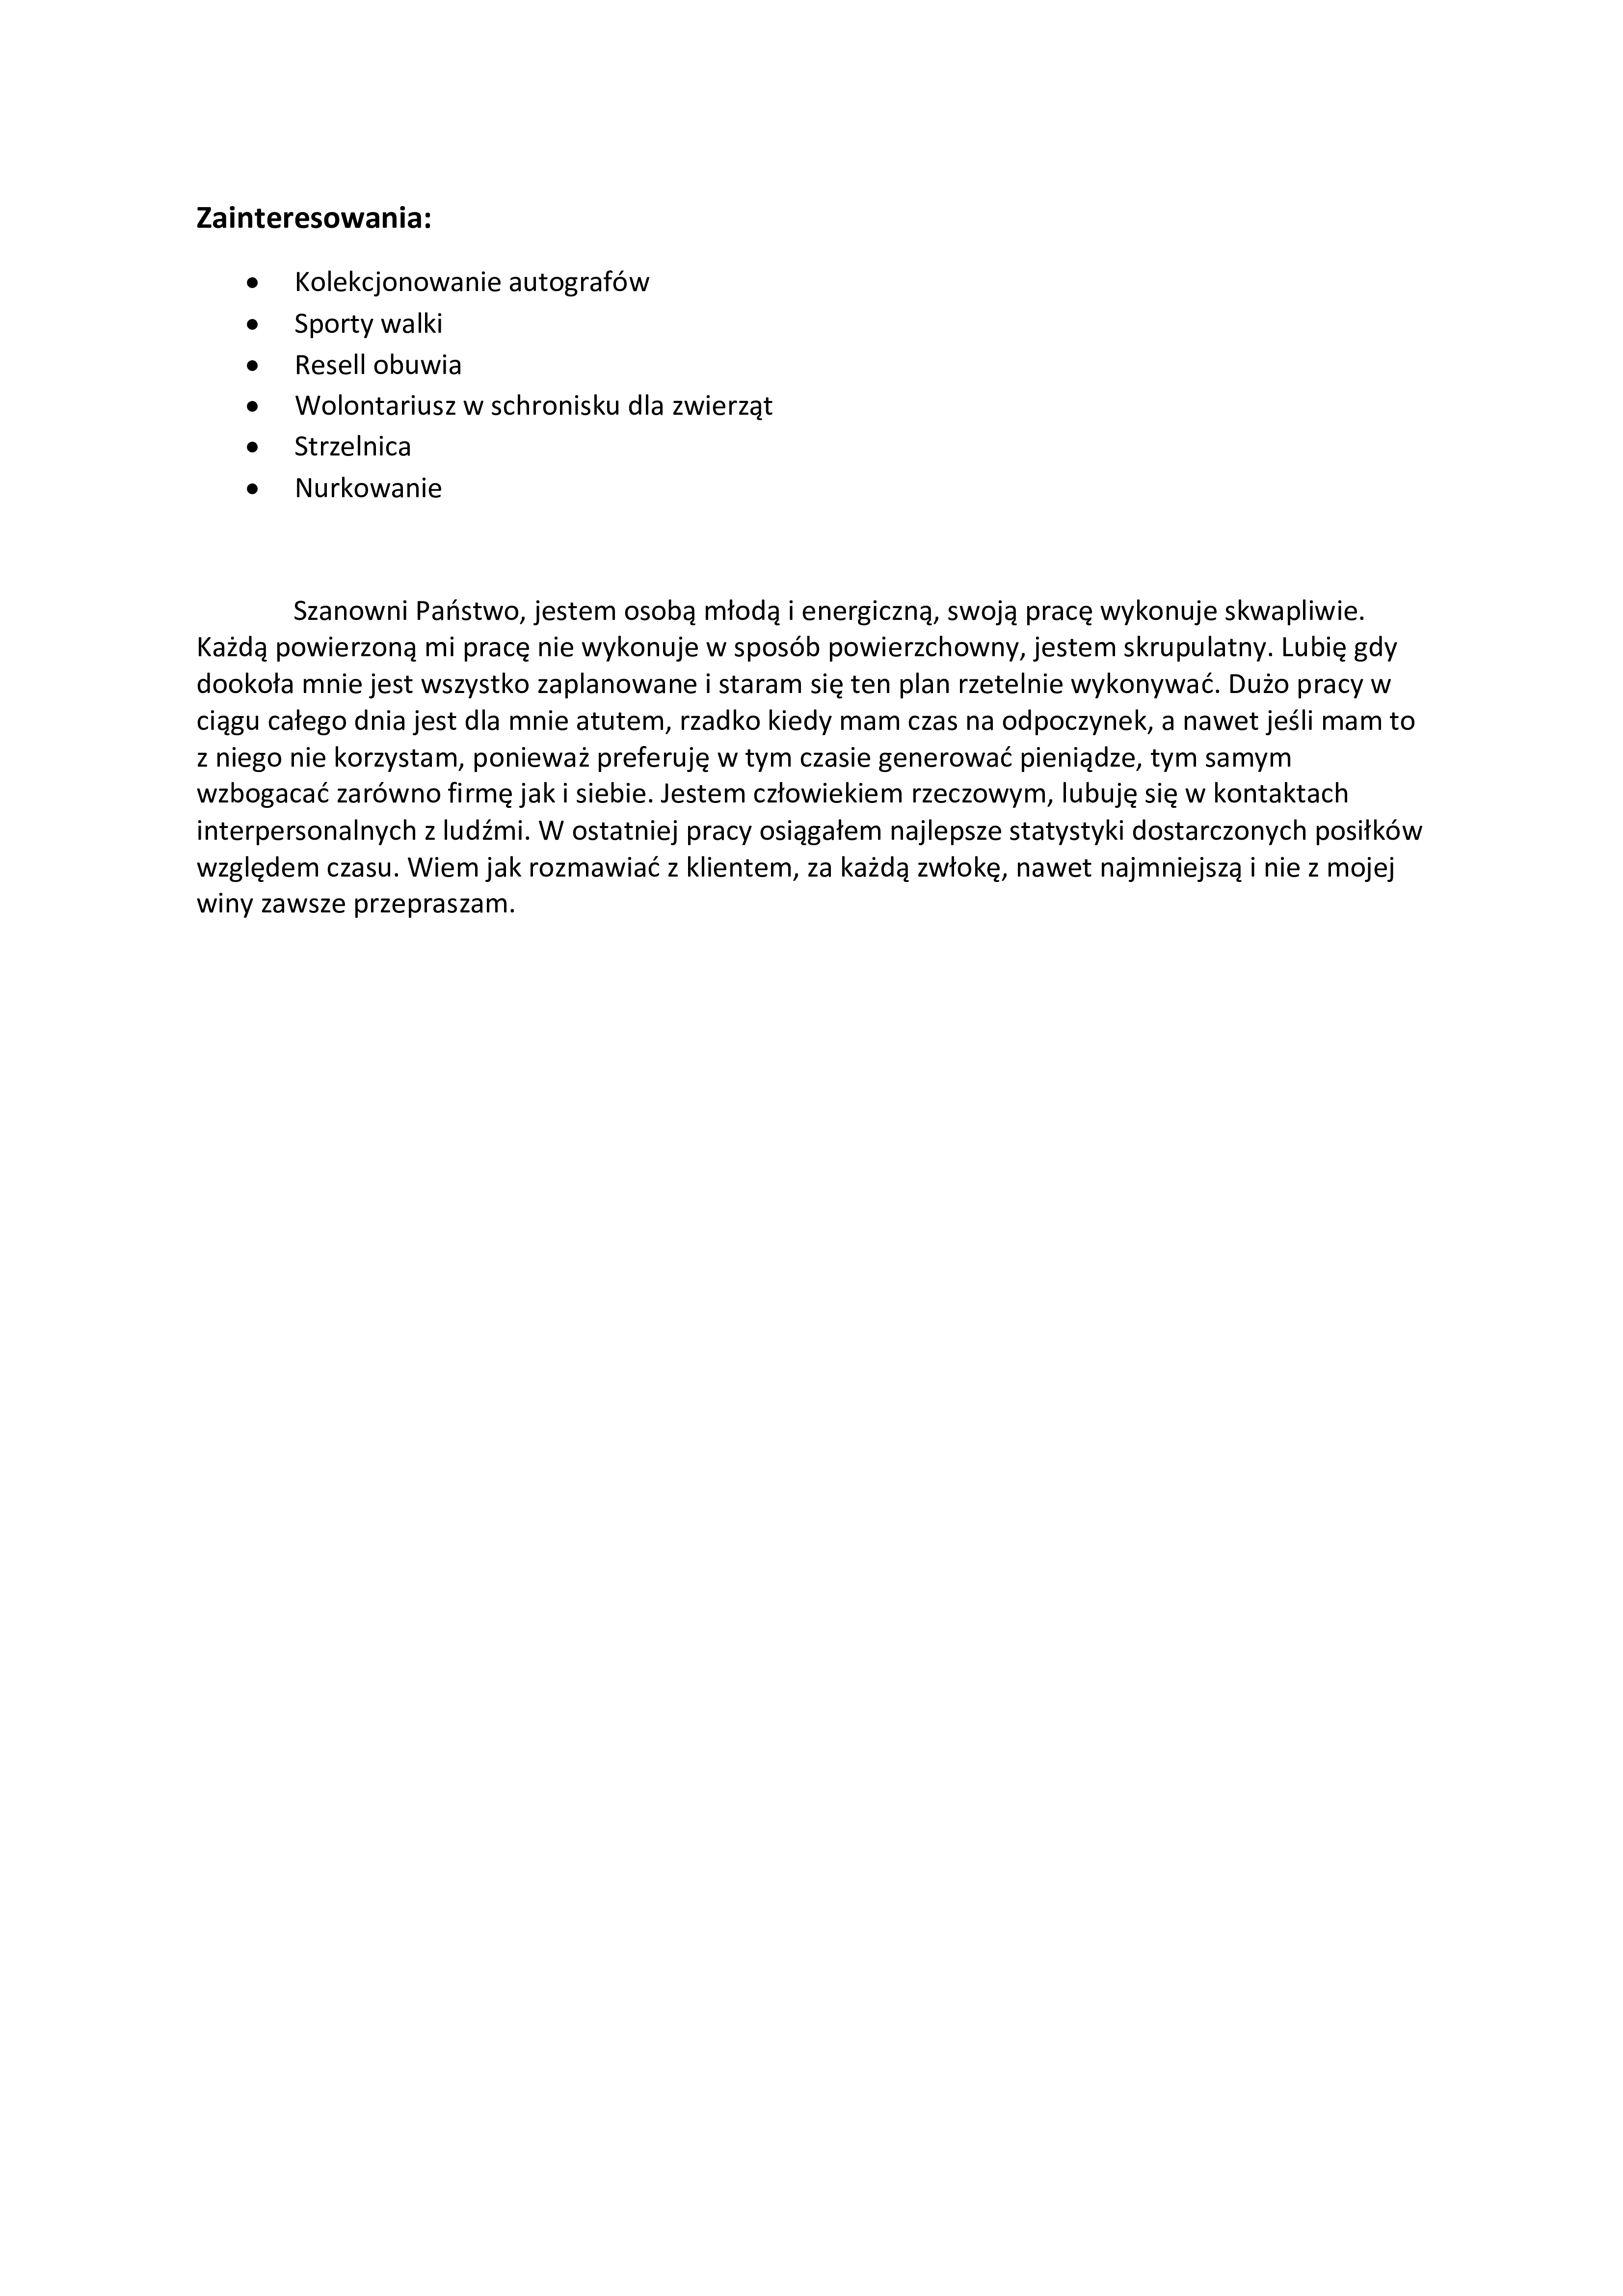 Zainteresowania:
• Kolekcjonowanie autografów
• Sporty walki
• Resell obuwia
• Wolontariusz w schronisku dla zwierząt
• Strzelnica
• Nurkowanie
Szanowni Państwo, jestem osobą młodą i energiczną, swoją pracę wykonuje skwapliwie.
Każdą powierzoną mi pracę nie wykonuje w sposób powierzchowny, jestem skrupulatny. Lubię gdy
dookoła mnie jest wszystko zaplanowane i staram się ten plan rzetelnie wykonywać. Dużo pracy w
ciągu całego dnia jest dla mnie atutem, rzadko kiedy mam czas na odpoczynek, a nawet jeśli mam to
z niego nie korzystam, ponieważ preferuję w tym czasie generować pieniądze, tym samym
wzbogacać zarówno firmę jak i siebie. Jestem człowiekiem rzeczowym, lubuję się w kontaktach
interpersonalnych z ludźmi. W ostatniej pracy osiągałem najlepsze statystyki dostarczonych posiłków
względem czasu. Wiem jak rozmawiać z klientem, za każdą zwłokę, nawet najmniejszą i nie z mojej
winy zawsze przepraszam.